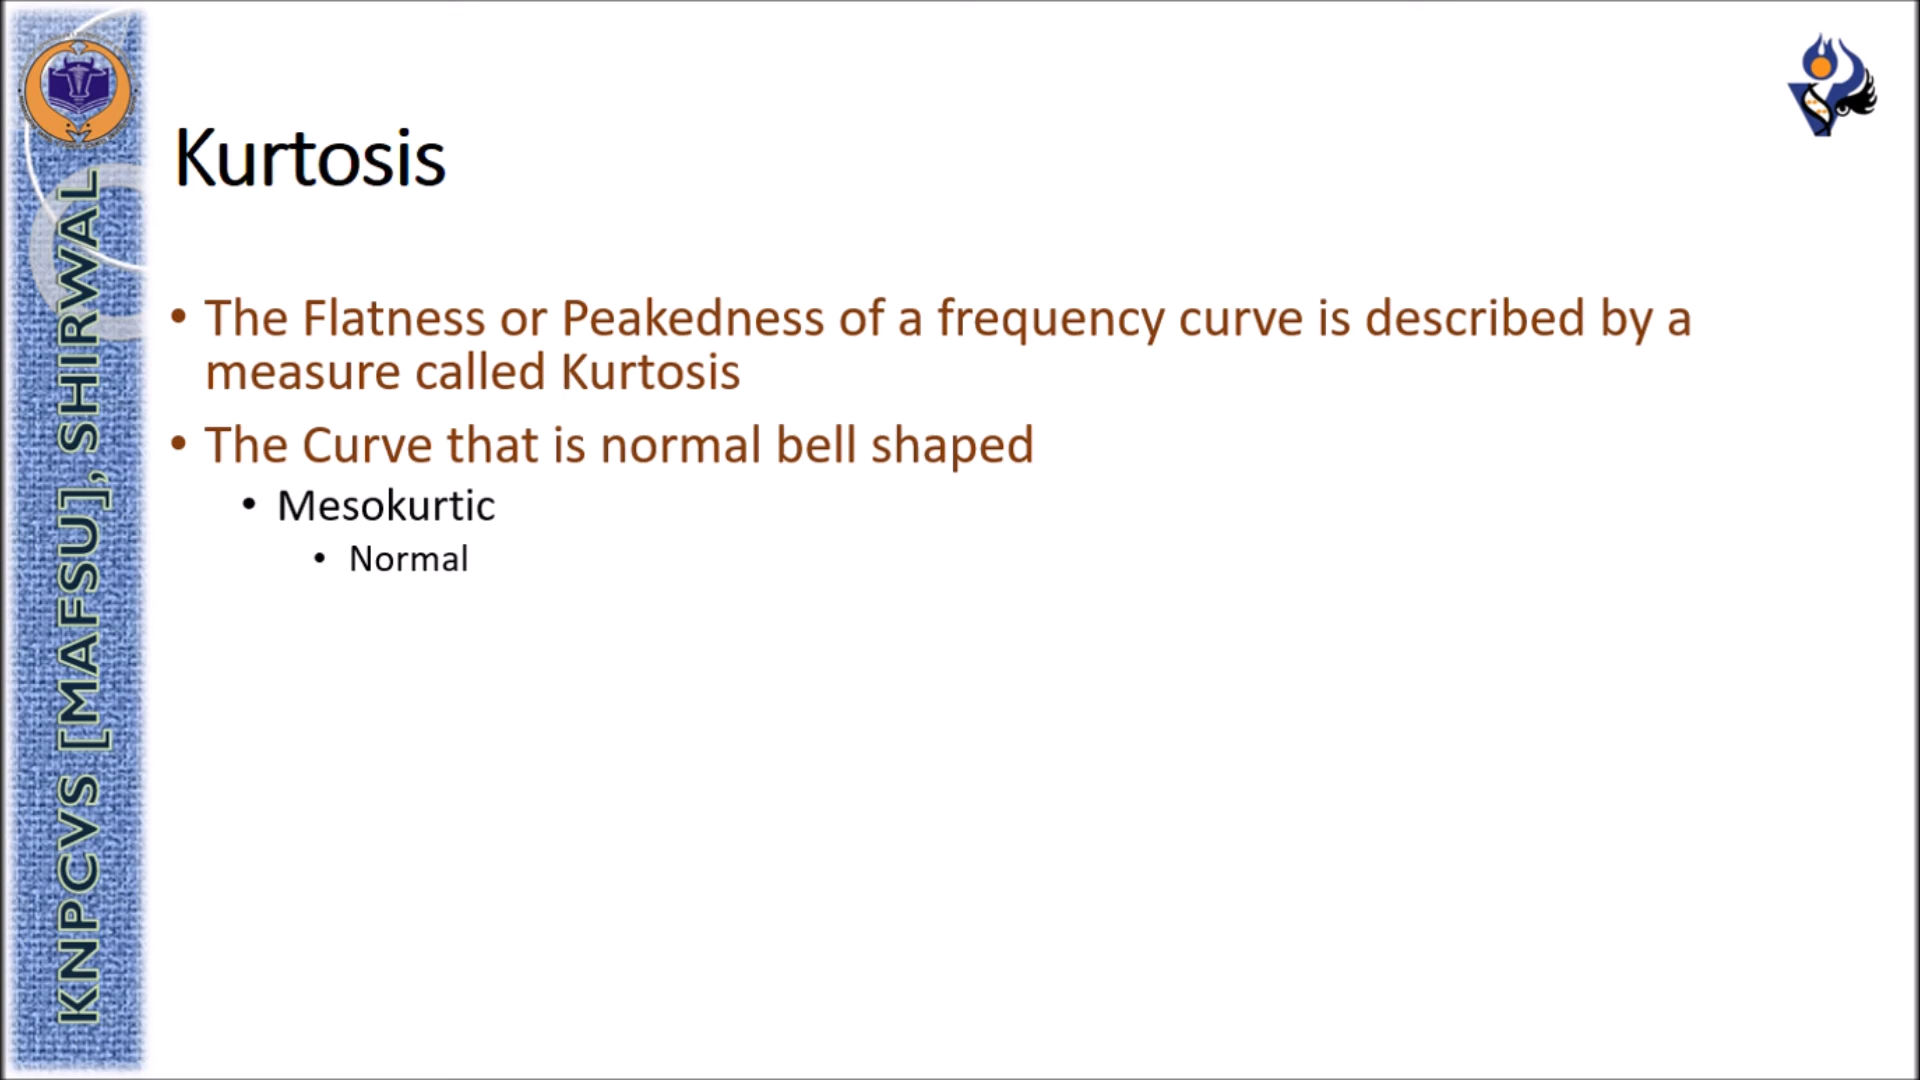 KNPCVS [MAFSU], SHIRWAL
Kurtosis
• The Flatness or Peakedness of a frequency curve is described by a
measure called Kurtosis
• The Curve that is normal bell shaped
• Mesokurtic
• Normal